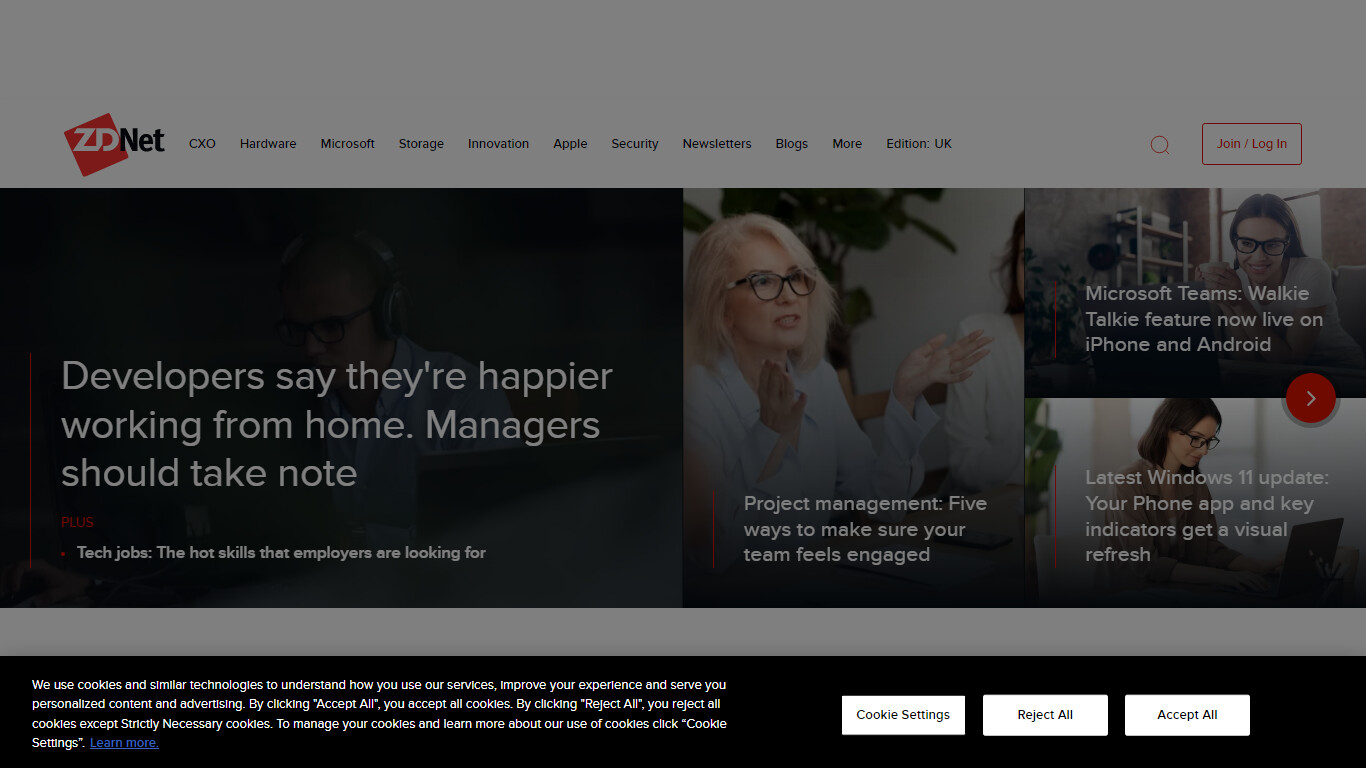 ZDNet
CXO Hardware Microsoft Storage Innovation Apple Security Newsletters Blogs More Edition: UK Join / Log In
Developers say they're happier
working from home. Managers
should take note
PLUS
Tech jobs: The hot skills that employers are looking for
Project management: Five
ways to make sure your
team feels engaged
Microsoft Teams: Walkie
Talkie feature now live on
iPhone and Android
Latest Windows 11 update:
Your Phone app and key
indicators get a visual
refresh
We use cookies and similar technologies to understand how you use our services, improve your experience and serve you
personalized content and advertising. By clicking "Accept All", you accept all cookies. By clicking "Reject All", you reject all
cookies except Strictly Necessary cookies. To manage your cookies and learn more about our use of cookies click “Cookie
Settings”. Learn more.
Cookie Settings Reject All Accept All